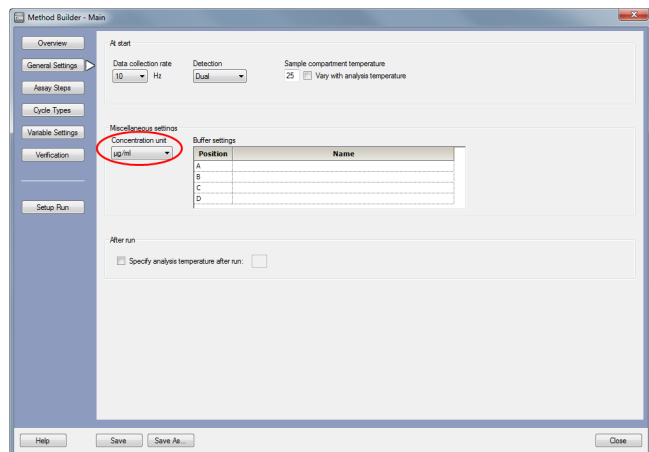 Method Builder - Main
Overview
General Settings
Assay Steps
Cycle Types
Variable Settings
Verification
Setup Run
At start
Data collection rate Detection Sample compartment temperature
10 Hz Dual 25 Vary with analysis temperature
Miscellaneous settings
Concentration unit Buffer settings
µg/ml Position Name
A
B
C
D
After run
Specify analysis temperature after run:
Help Save Save As... Close